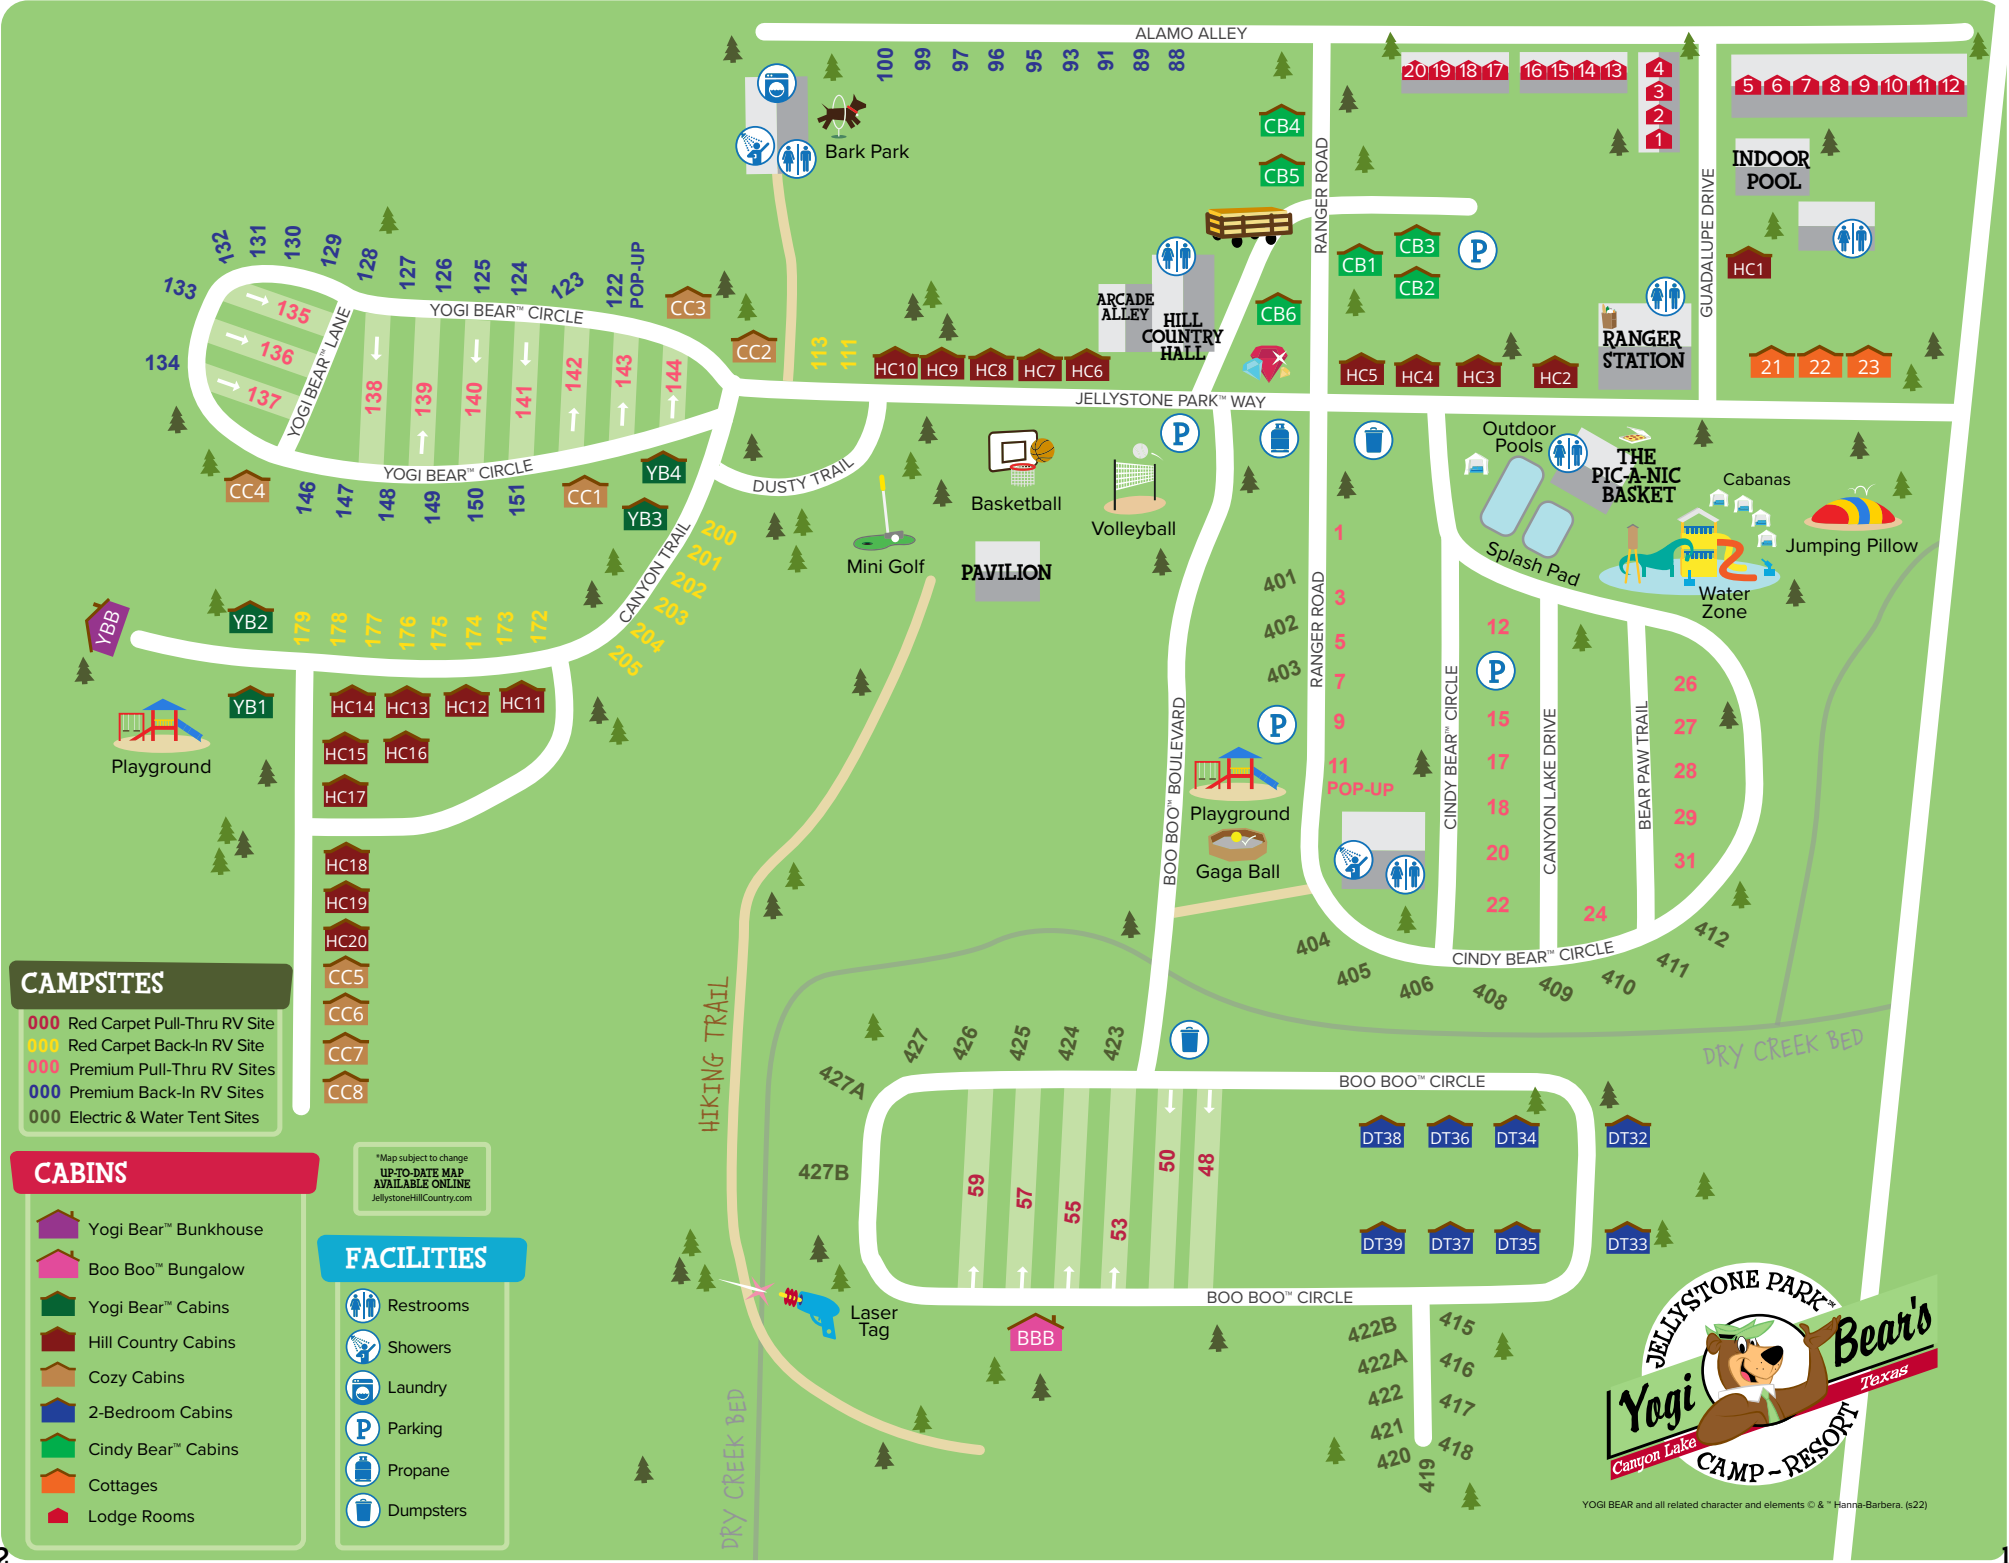 ALAMO ALLEY
100 99 97 96 95 93 91 89 88
20 19 18 17
16 15 14 13
4
3
2
1
5 6 7 8 9 10 11 12
Bark Park
CB4
CB5
RANGER ROAD
GUADALUPE DRIVE
INDOOR
POOL
CB3
CB1
CB2
P
HC1
132 131 130 129 128 127 126 125 124 123 122
POP-UP
133
134
135
136
137
YOGI BEAR™ LANE
YOGI BEAR™ CIRCLE
138 139 140 141 142 143 144
CC3
CC2
113 111
HC10 HC9 HC8 HC7 HC6
ARCADE
ALLEY
HILL
COUNTRY
HALL
CB6
HC5 HC4 HC3 HC2
RANGER
STATION
21 22 23
JELLYSTONE PARK™ WAY
YOGI BEAR™ CIRCLE
CC4
146 147 148 149 150 151
CC1
YB4
YB3
DUSTY TRAIL
CANYON TRAIL
200
201
202
203
204
205
Mini Golf
Basketball
Volleyball
PAVILION
P
Outdoor
Pools
THE
PIC-A-NIC
BASKET
Splash Pad
Cabanas
Water
Zone
Jumping Pillow
YBB
YB2
179 178 177 176 175 174 173 172
YB1
Playground
HC14 HC13 HC12 HC11
HC15 HC16
HC17
HC18
HC19
HC20
CC5
CC6
CC7
CC8
401
402
403
RANGER ROAD
1
3
5
7
9
11
POP-UP
P
Playground
Gaga Ball
BOO BOO™ BOULEVARD
CINDY BEAR™ CIRCLE
12
P
15
17
18
20
22
CANYON LAKE DRIVE
24
BEAR PAW TRAIL
26
27
28
29
31
CINDY BEAR™ CIRCLE
404
405
406
408
409
410
411
412
DRY CREEK BED
HIKING TRAIL
427A
427 426 425 424 423
427B
BOO BOO™ CIRCLE
59 57 55 53 50 48
DT38 DT36 DT34 DT32
DT39 DT37 DT35 DT33
BOO BOO™ CIRCLE
BBB
Laser
Tag
DRY CREEK BED
422B
422A
422
421
420
419
415
416
417
418
CAMPSITES
000 Red Carpet Pull-Thru RV Site
000 Red Carpet Back-In RV Site
000 Premium Pull-Thru RV Sites
000 Premium Back-In RV Sites
000 Electric & Water Tent Sites
CABINS
Yogi Bear™ Bunkhouse
Boo Boo™ Bungalow
Yogi Bear™ Cabins
Hill Country Cabins
Cozy Cabins
2-Bedroom Cabins
Cindy Bear™ Cabins
Cottages
Lodge Rooms
*Map subject to change
UP-TO-DATE MAP
AVAILABLE ONLINE
JellystoneHillCountry.com
FACILITIES
Restrooms
Showers
Laundry
P Parking
Propane
Dumpsters
JELLYSTONE PARK™
Yogi Bear's
Canyon Lake Texas
CAMP-RESORT
YOGI BEAR and all related character and elements © & ™ Hanna-Barbera. (s22)